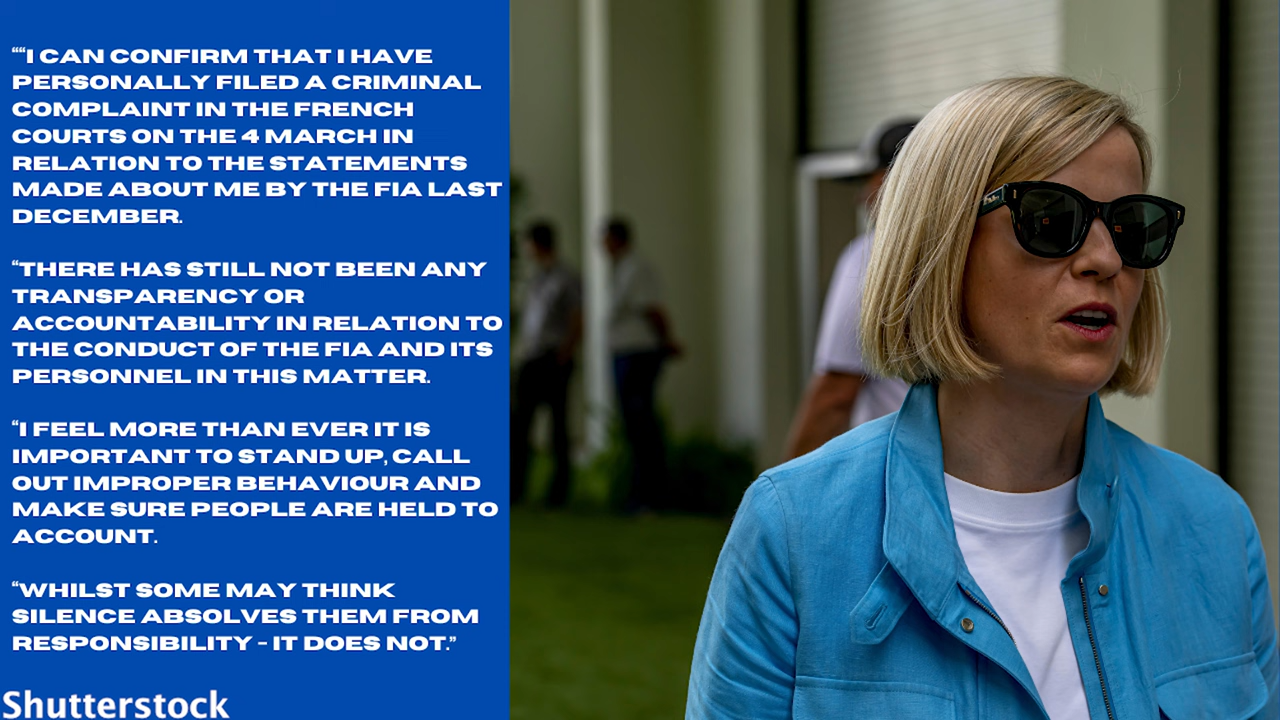 ““I CAN CONFIRM THAT I HAVE
PERSONALLY FILED A CRIMINAL
COMPLAINT IN THE FRENCH
COURTS ON THE 4 MARCH IN
RELATION TO THE STATEMENTS
MADE ABOUT ME BY THE FIA LAST
DECEMBER.
“THERE HAS STILL NOT BEEN ANY
TRANSPARENCY OR
ACCOUNTABILITY IN RELATION TO
THE CONDUCT OF THE FIA AND ITS
PERSONNEL IN THIS MATTER.
“I FEEL MORE THAN EVER IT IS
IMPORTANT TO STAND UP, CALL
OUT IMPROPER BEHAVIOUR AND
MAKE SURE PEOPLE ARE HELD TO
ACCOUNT.
“WHILST SOME MAY THINK
SILENCE ABSOLVES THEM FROM
RESPONSIBILITY - IT DOES NOT.”
Shutterstock